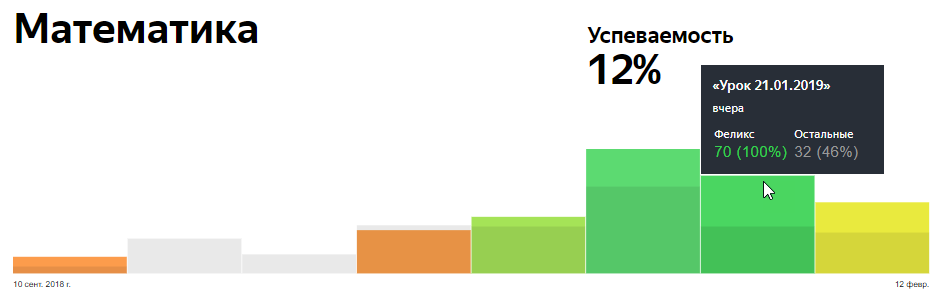 Математика
Успеваемость
12%
«Урок 21.01.2019»
вчера
Феликс Остальные
70 (100%) 32 (46%)
10 сент. 2018 г. 12 февр.